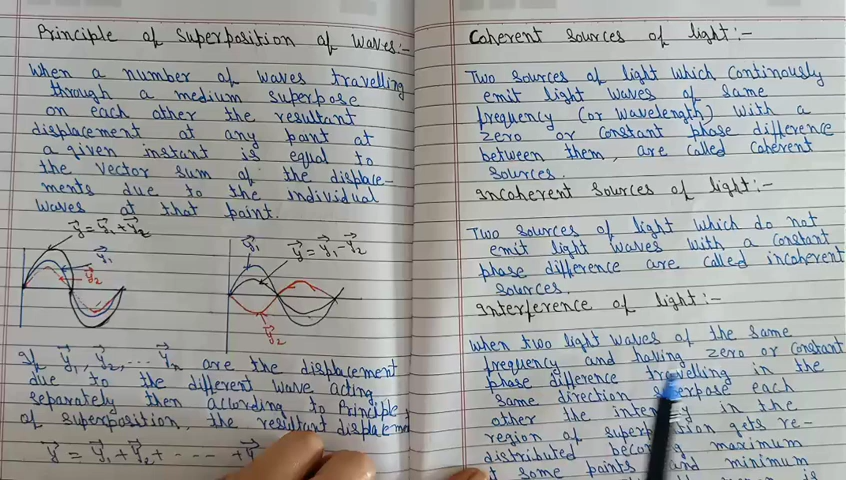 Principle of Superposition of waves:-
When a number of waves travelling
through a medium superpose
on each other the resultant
displacement at any point at
a given instant is equal to
the vector sum of the displace-
ments due to the individual
waves at that point.
y⃗ = y⃗₁+y⃗₂
y⃗₁
y⃗₂
y⃗₁
y⃗ = y⃗₁-y⃗₂
y⃗₂
If y⃗₁, y⃗₂, ... y⃗n are the displacement
due to the different wave acting
separately then according to Principle
of superposition, the resultant displacemen
y⃗ = y⃗₁+y⃗₂+ ---- +y⃗
Coherent Sources of light:-
Two sources of light which continously
emit light waves of same
frequency (or wavelength) with a
zero or constant phase difference
between them, are called coherent
sources.
Incoherent Sources of light:-
Two sources of light which do not
emit light waves with a constant
phase difference are called incoherent
sources.
Interference of light:-
When two light waves of the same
frequency and having zero or constant
phase difference travelling in the
same direction superpose each
other the in in the
region of gets re-
distributed maximum
some points and minimum